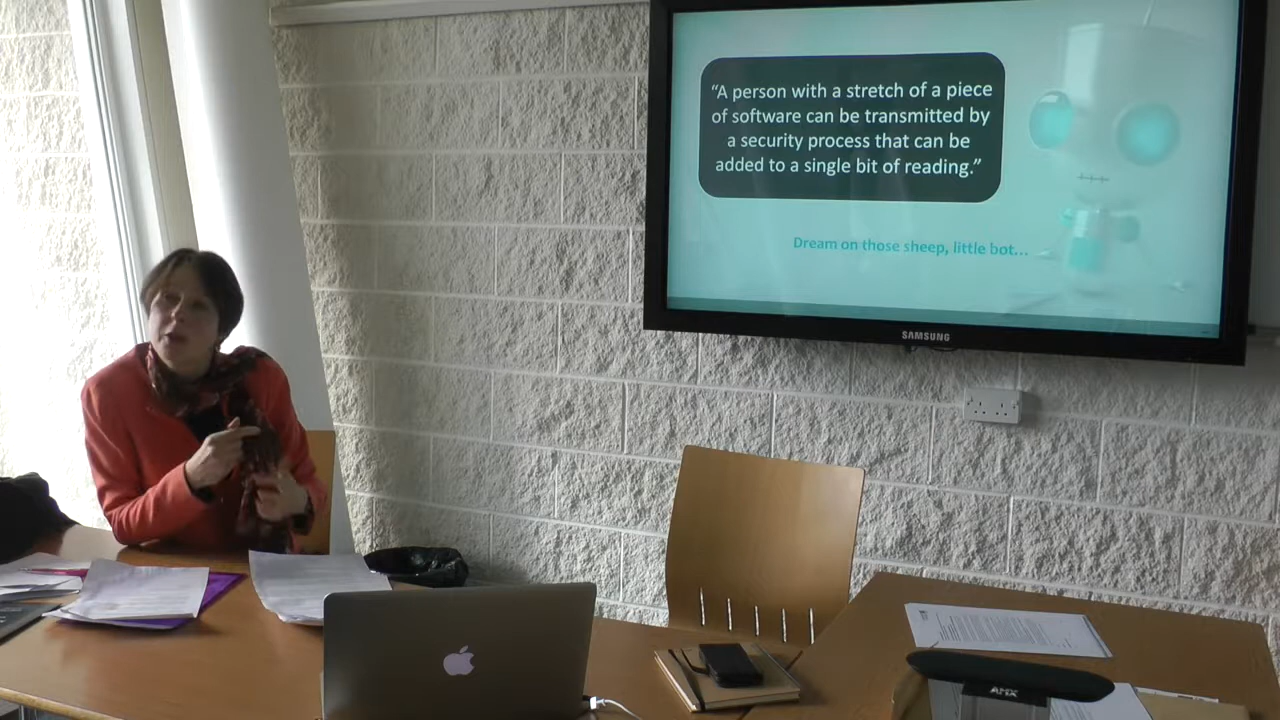 “A person with a stretch of a piece
of software can be transmitted by
a security process that can be
added to a single bit of reading.”
Dream on those sheep, little bot...
SAMSUNG
AMX